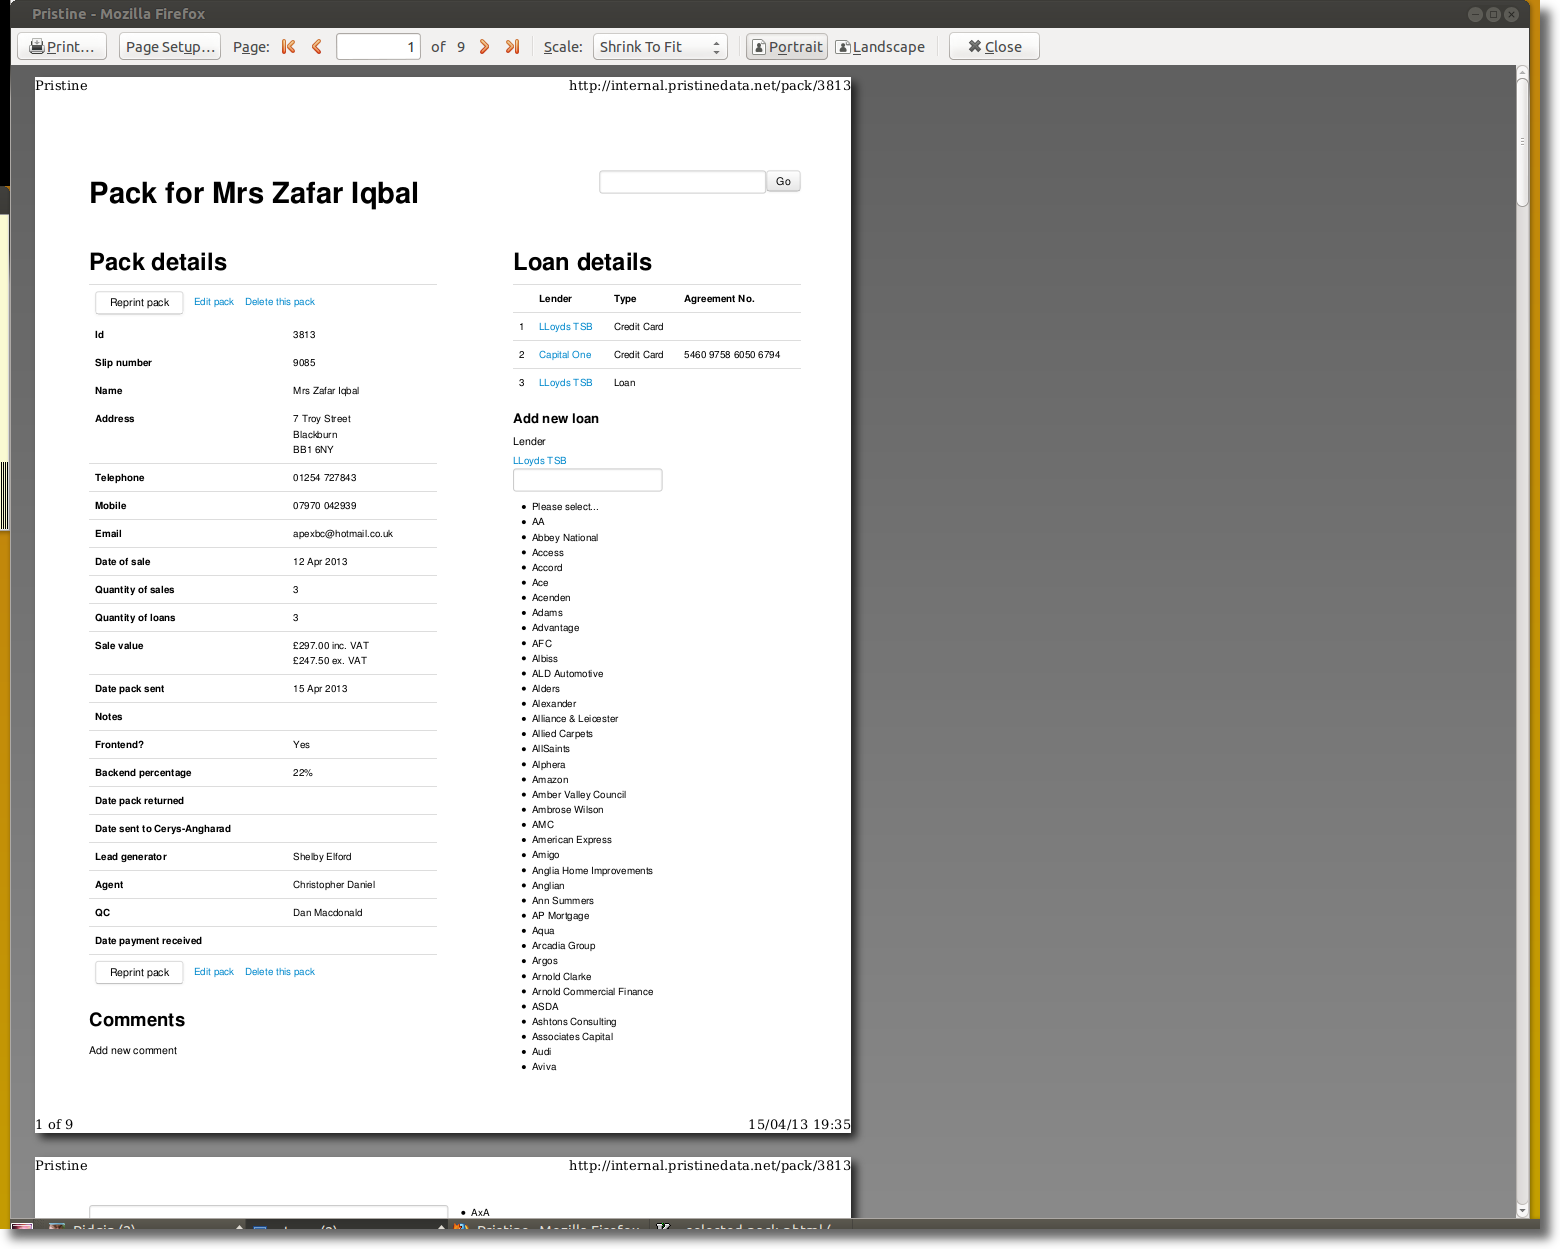 Pristine - Mozilla Firefox
Print... Page Setup... Page: 1 of 9 Scale: Shrink To Fit Portrait Landscape Close
Pristine http://internal.pristinedata.net/pack/3813
Pack for Mrs Zafar Iqbal
Go
Pack details
Reprint pack Edit pack Delete this pack
Id 3813
Slip number 9085
Name Mrs Zafar Iqbal
Address 7 Troy Street
Blackburn
BB1 6NY
Telephone 01254 727843
Mobile 07970 042939
Email apexbc@hotmail.co.uk
Date of sale 12 Apr 2013
Quantity of sales 3
Quantity of loans 3
Sale value £297.00 inc. VAT
£247.50 ex. VAT
Date pack sent 15 Apr 2013
Notes
Frontend? Yes
Backend percentage 22%
Date pack returned
Date sent to Cerys-Angharad
Lead generator Shelby Elford
Agent Christopher Daniel
QC Dan Macdonald
Date payment received
Reprint pack Edit pack Delete this pack
Comments
Add new comment
Loan details
Lender Type Agreement No.
1 LLoyds TSB Credit Card
2 Capital One Credit Card 5460 9758 6050 6794
3 LLoyds TSB Loan
Add new loan
Lender
LLoyds TSB
Please select...
AA
Abbey National
Access
Accord
Ace
Acenden
Adams
Advantage
AFC
Albiss
ALD Automotive
Alders
Alexander
Alliance & Leicester
Allied Carpets
AllSaints
Alphera
Amazon
Amber Valley Council
Ambrose Wilson
AMC
American Express
Amigo
Anglia Home Improvements
Anglian
Ann Summers
AP Mortgage
Aqua
Arcadia Group
Argos
Arnold Clarke
Arnold Commercial Finance
ASDA
Ashtons Consulting
Associates Capital
Audi
Aviva
1 of 9 15/04/13 19:35
Pristine http://internal.pristinedata.net/pack/3813
AxA
Pristine - Mozilla Firefox